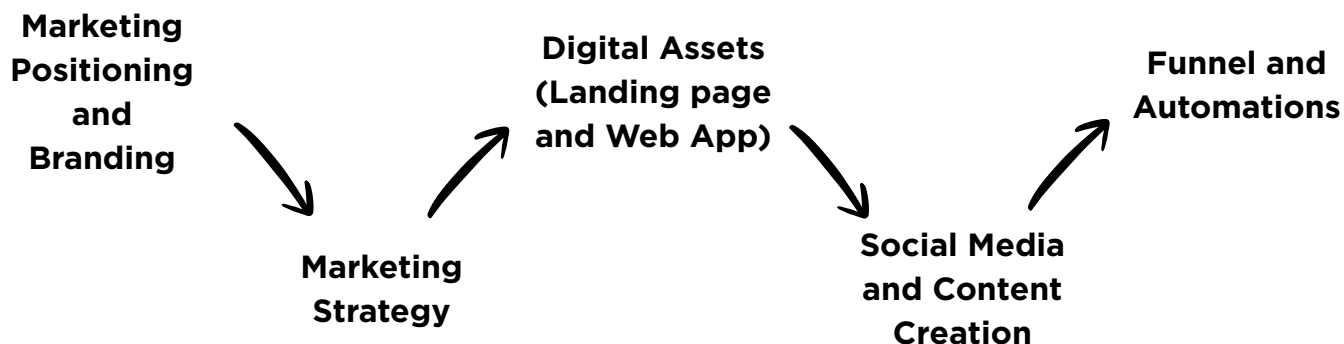 Marketing
Positioning
and
Branding
Marketing
Strategy
Digital Assets
(Landing page
and Web App)
Social Media
and Content
Creation
Funnel and
Automations